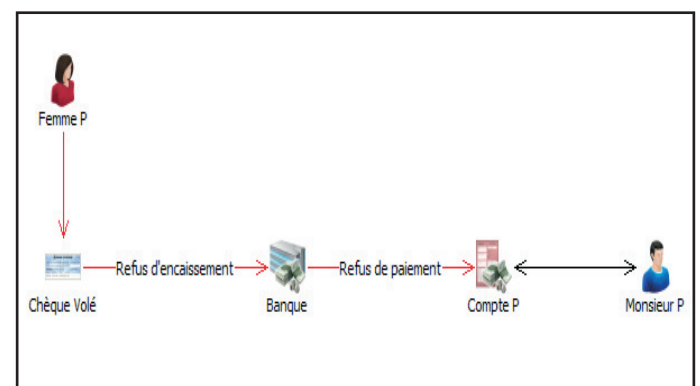 Femme P
Refus d'encaissement
Refus de paiement
Chèque Volé
Banque
Compte P
Monsieur P